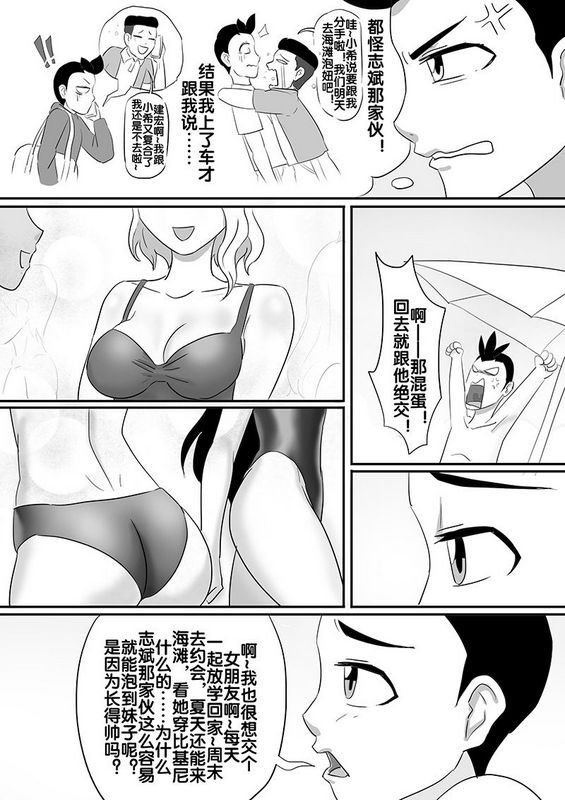 都怪志斌那家伙！
哇~小希说要跟我
分手啦！我们明天
去海滩泡妞吧！
结果我上了车才
跟我说……
建宏啊~我跟
小希又复合了
我还是不去啦~
啊——那混蛋！
回去就跟他绝交！
啊~我也很想交个
女朋友啊~每天
一起放学回家~周末
去约会，夏天还能来
海滩，看她穿比基尼
什么的……为什么
志斌那家伙这么容易
就能泡到妹子呢？
是因为长得帅吗？